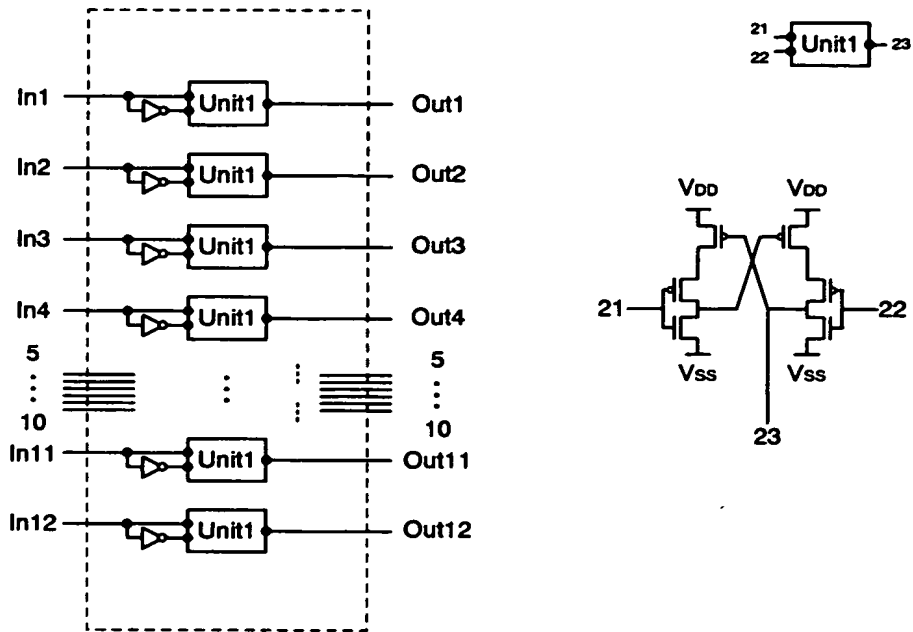 21
22
Unit1
23
In1
Unit1
Out1
In2
Unit1
Out2
In3
Unit1
Out3
In4
Unit1
Out4
5
10
5
10
In11
Unit1
Out11
In12
Unit1
Out12
VDD
VDD
21
22
VSS
VSS
23